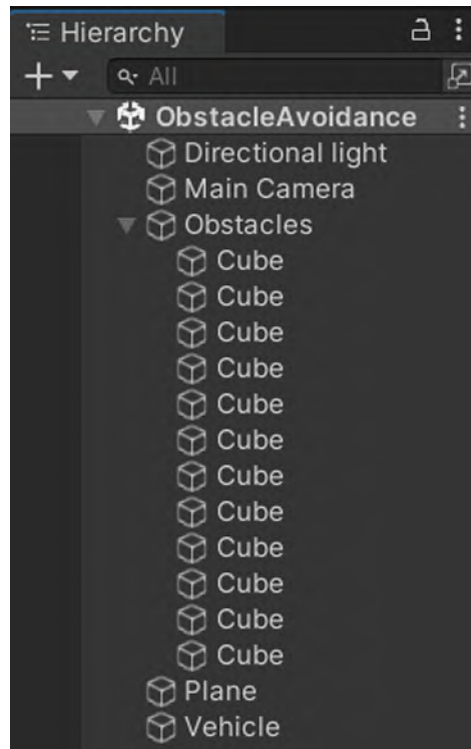 Hierarchy
All
ObstacleAvoidance
Directional light
Main Camera
Obstacles
Cube
Cube
Cube
Cube
Cube
Cube
Cube
Cube
Cube
Cube
Cube
Cube
Plane
Vehicle